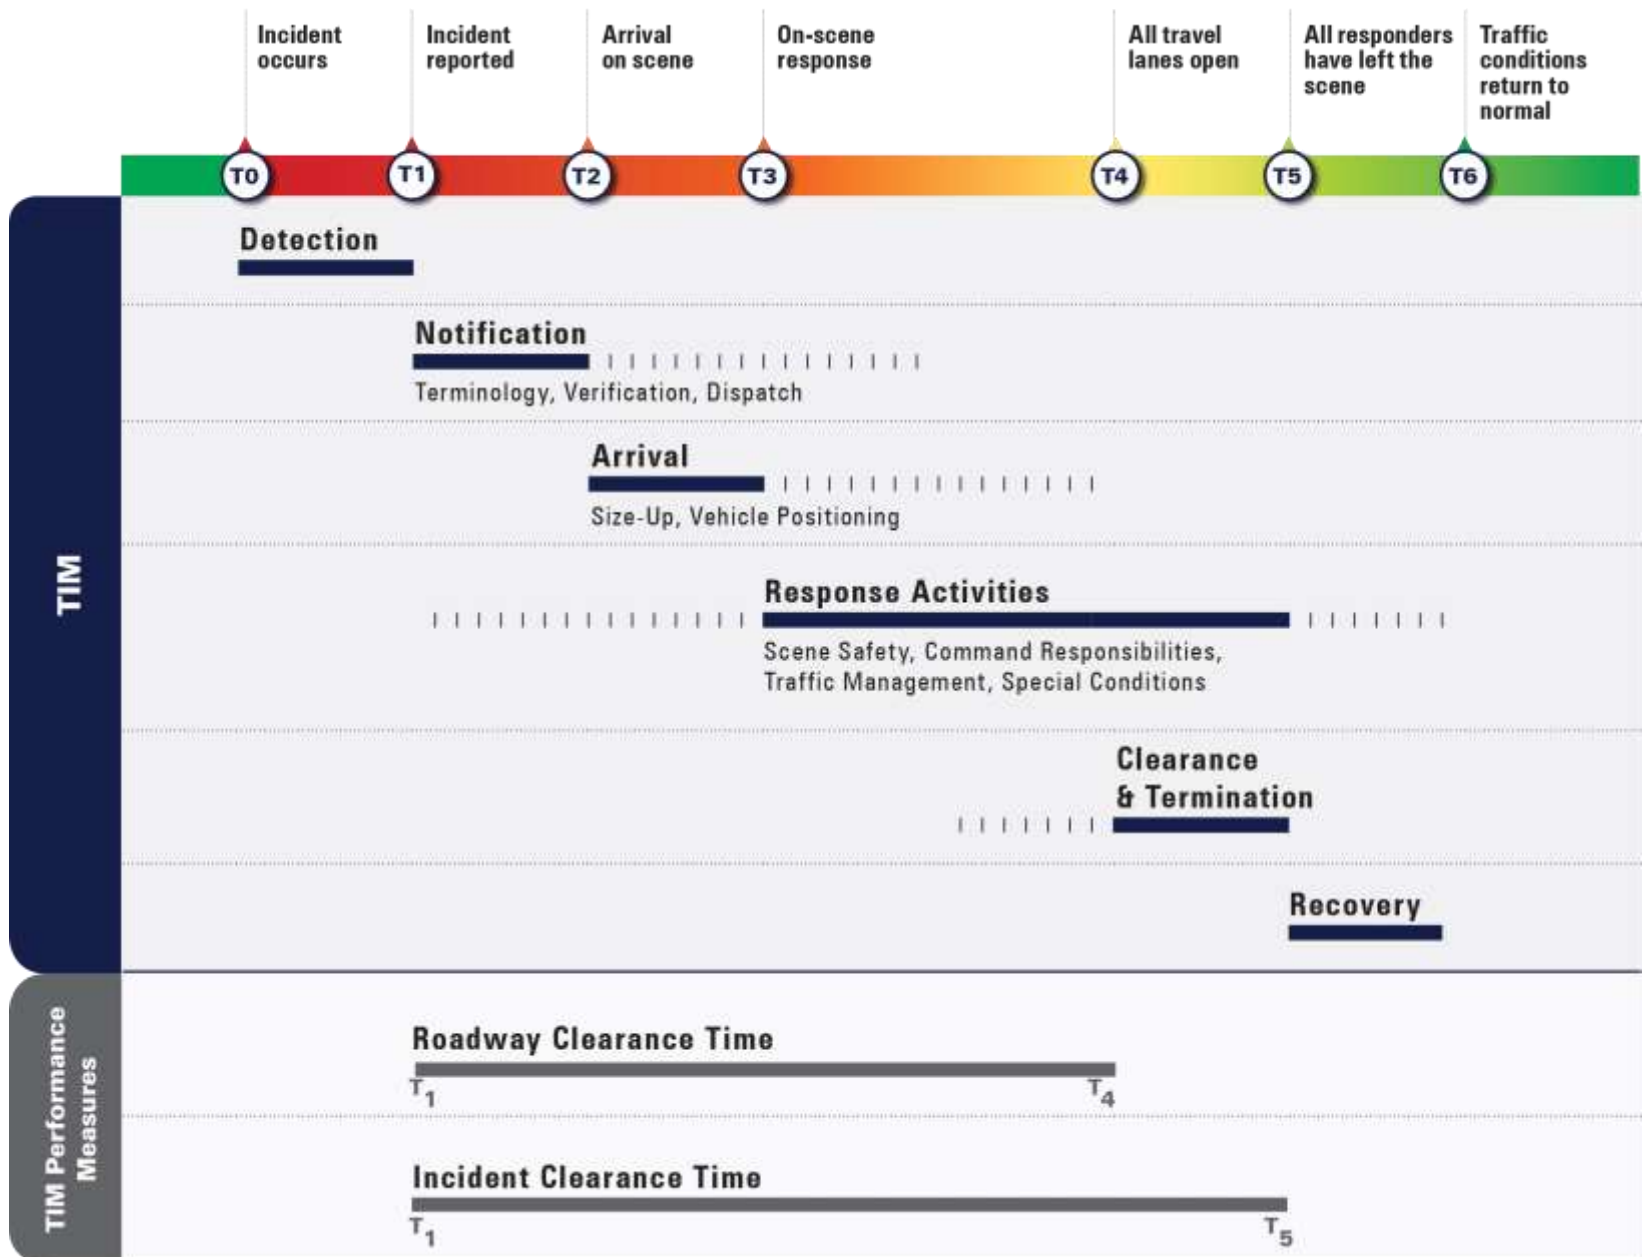 Incident
occurs
Incident
reported
Arrival
on scene
On-scene
response
All travel
lanes open
All responders
have left the
scene
Traffic
conditions
return to
normal
T0
T1
T2
T3
T4
T5
T6
TIM
Detection
Notification
Terminology, Verification, Dispatch
Arrival
Size-Up, Vehicle Positioning
Response Activities
Scene Safety, Command Responsibilities,
Traffic Management, Special Conditions
Clearance
& Termination
Recovery
TIM Performance
Measures
Roadway Clearance Time
T1
T4
Incident Clearance Time
T1
T5